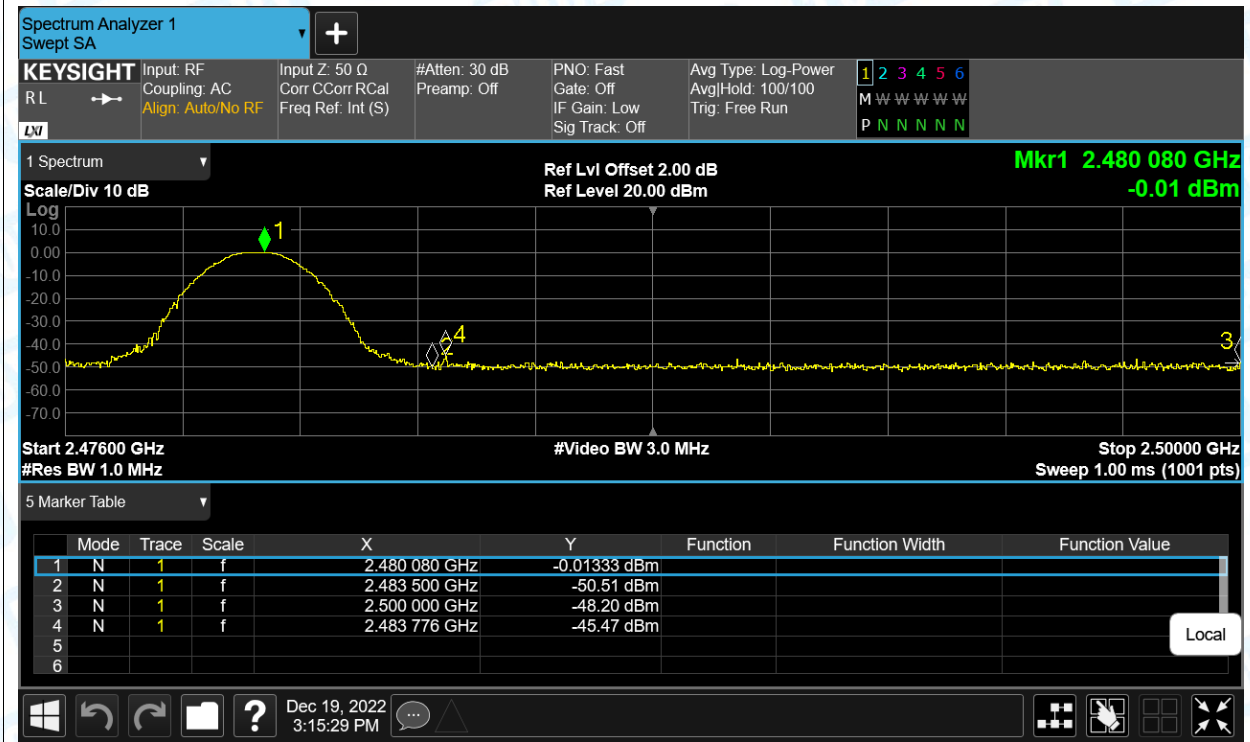 Spectrum Analyzer 1
Swept SA
+
KEYSIGHT
R L
LXI
Input: RF
Coupling: AC
Align: Auto/No RF
Input Z: 50 Ω
Corr CCorr RCal
Freq Ref: Int (S)
#Atten: 30 dB
Preamp: Off
PNO: Fast
Gate: Off
IF Gain: Low
Sig Track: Off
Avg Type: Log-Power
Avg|Hold: 100/100
Trig: Free Run
1 2 3 4 5 6
M W W W W W W
P N N N N N N
1 Spectrum
Scale/Div 10 dB
Ref Lvl Offset 2.00 dB
Ref Level 20.00 dBm
Mkr1 2.480 080 GHz
-0.01 dBm
Log
10.0
0.00
-10.0
-20.0
-30.0
-40.0
-50.0
-60.0
-70.0
1
4
3
Start 2.47600 GHz
#Res BW 1.0 MHz
#Video BW 3.0 MHz
Stop 2.50000 GHz
Sweep 1.00 ms (1001 pts)
5 Marker Table
Mode Trace Scale X Y Function Function Width Function Value
1 N 1 f 2.480 080 GHz -0.01333 dBm
2 N 1 f 2.483 500 GHz -50.51 dBm
3 N 1 f 2.500 000 GHz -48.20 dBm
4 N 1 f 2.483 776 GHz -45.47 dBm
5
6
Local
?
Dec 19, 2022
3:15:29 PM